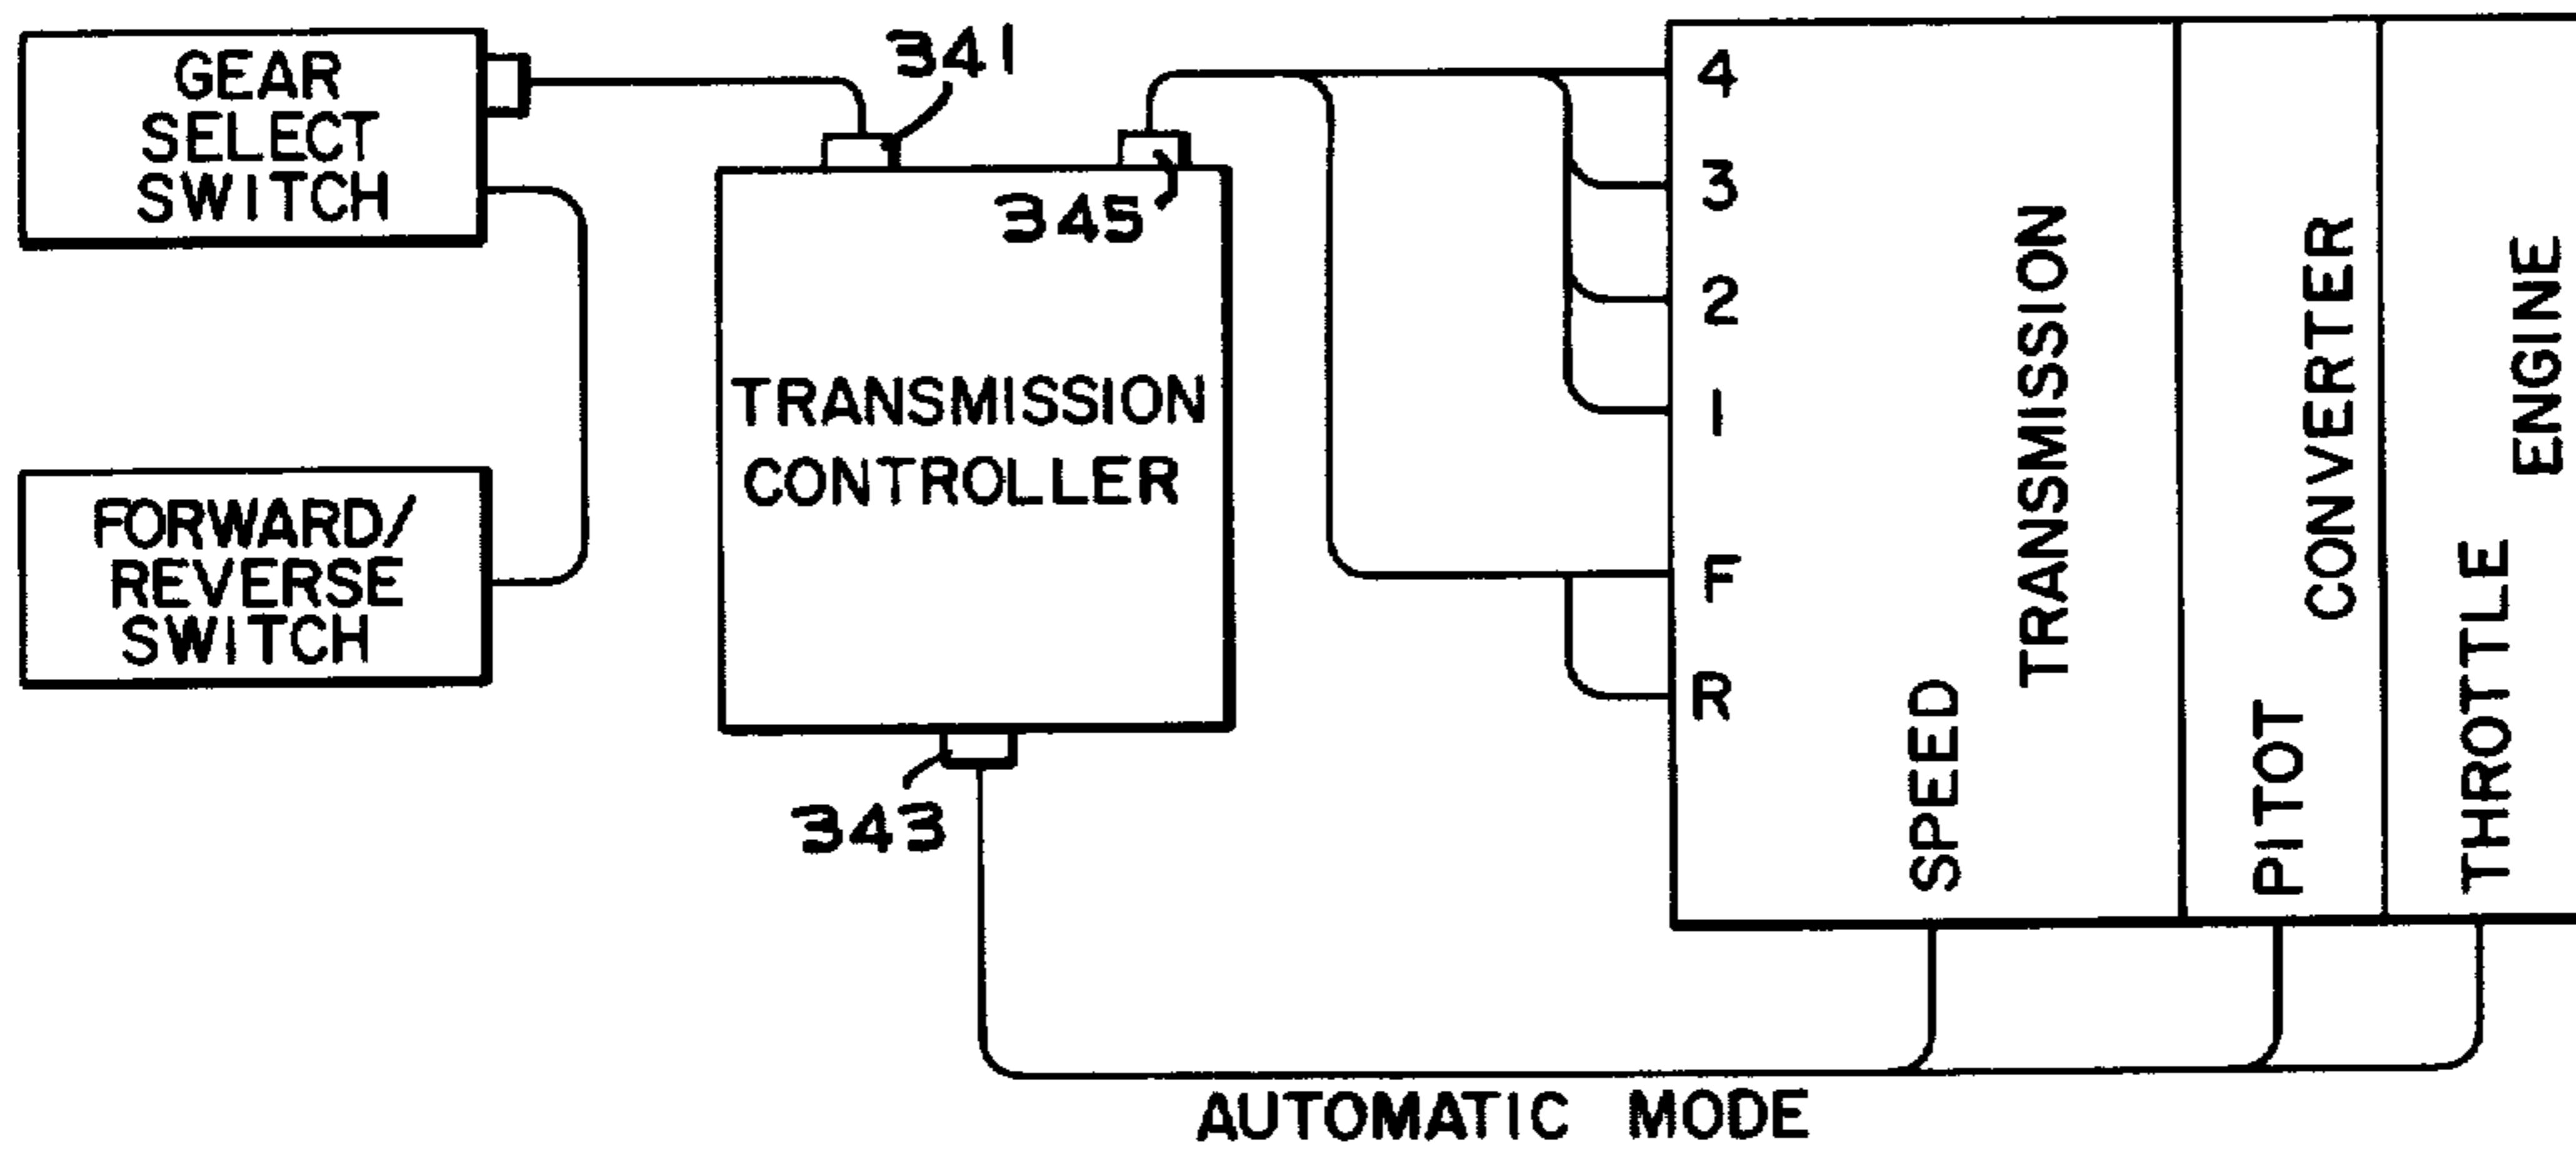 GEAR
SELECT
SWITCH
FORWARD/
REVERSE
SWITCH
341
345
TRANSMISSION
CONTROLLER
343
4
3
2
1
F
R
SPEED
TRANSMISSION
PITOT
CONVERTER
THROTTLE
ENGINE
AUTOMATIC MODE